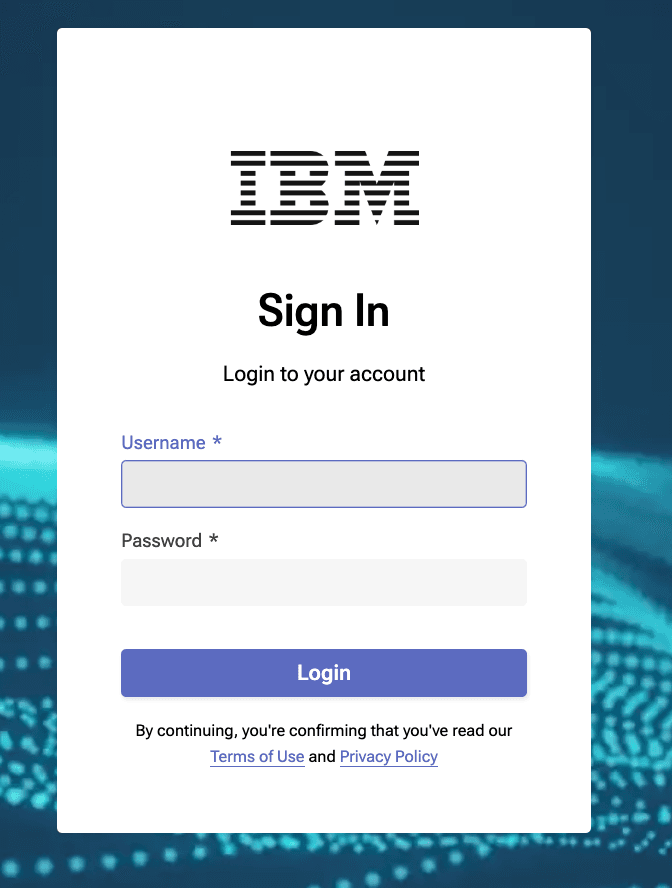 IBM
Sign In
Login to your account
Username *
Password *
Login
By continuing, you're confirming that you've read our
Terms of Use and Privacy Policy